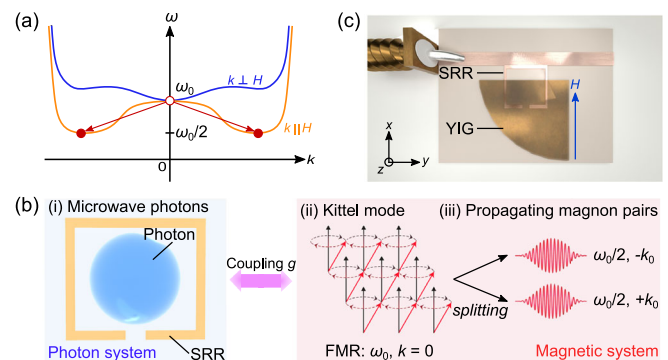 (a)
ω
k ⊥ H
ω₀
ω₀/2
k ∥ H
0
k
(c)
SRR
H
YIG
x
z
y
(b)
(i) Microwave photons
Photon
Photon system
SRR
Coupling g
(ii) Kittel mode
FMR: ω₀, k = 0
splitting
(iii) Propagating magnon pairs
ω₀/2, -k₀
ω₀/2, +k₀
Magnetic system